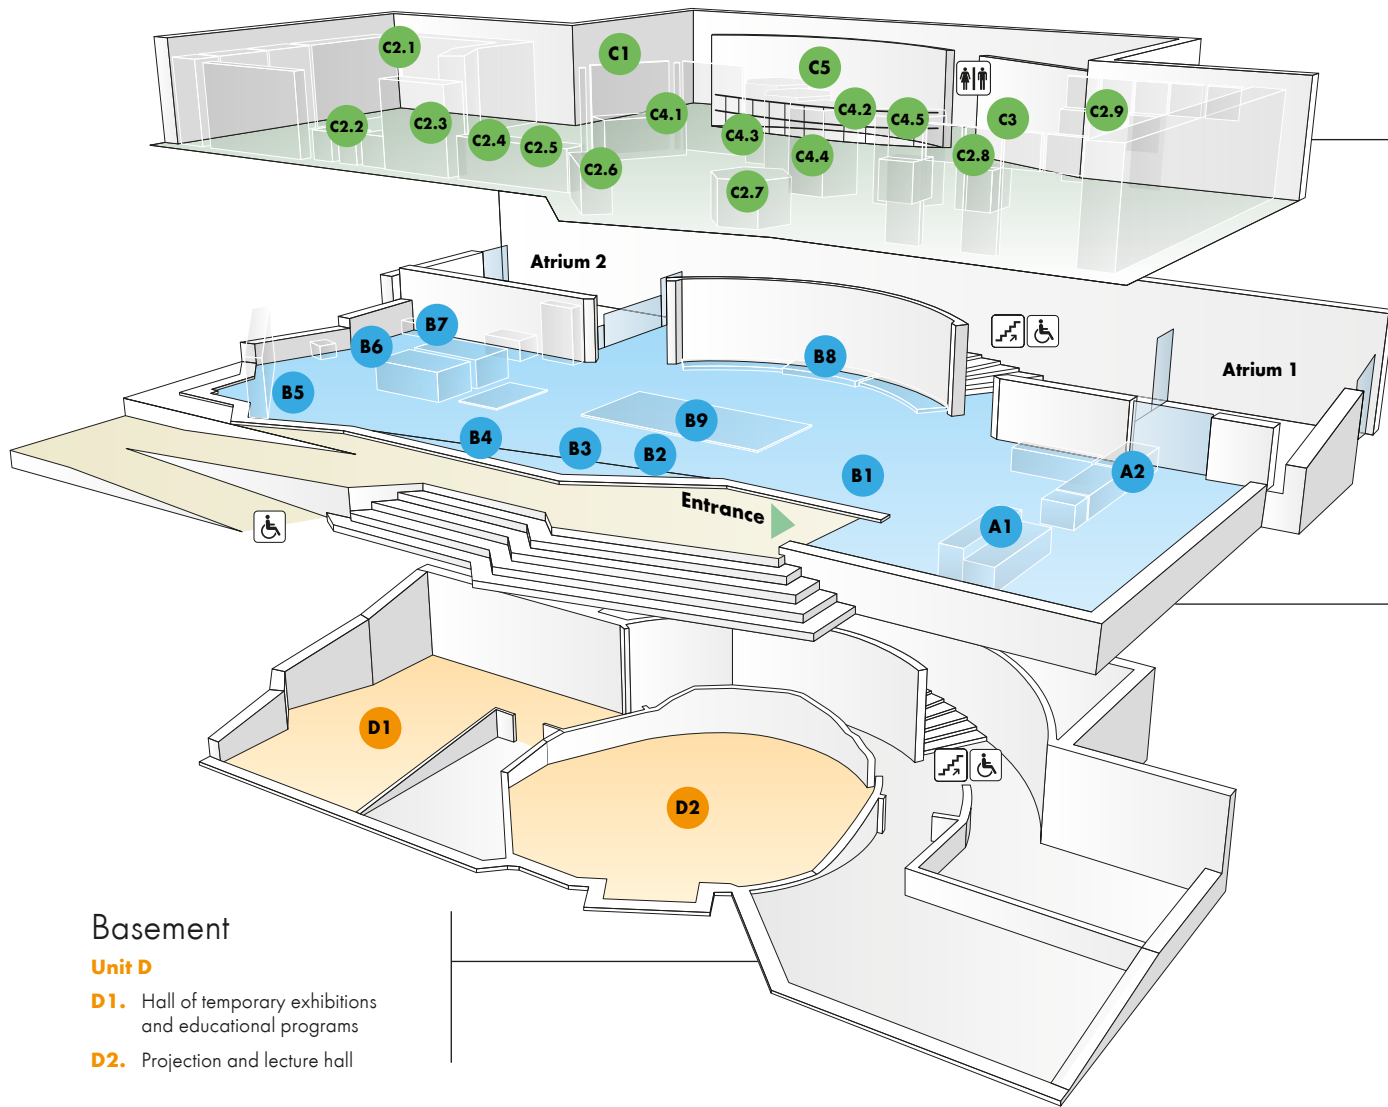 C2.1
C1
C5
C2.2
C2.3
C2.4
C2.5
C2.6
C4.1
C4.3
C4.2
C4.4
C4.5
C2.7
C2.8
C3
C2.9
Atrium 2
B7
B6
B5
B8
Atrium 1
B4
B3
B2
B9
B1
A2
A1
Entrance
D1
D2
Basement
Unit D
D1. Hall of temporary exhibitions
and educational programs
D2. Projection and lecture hall